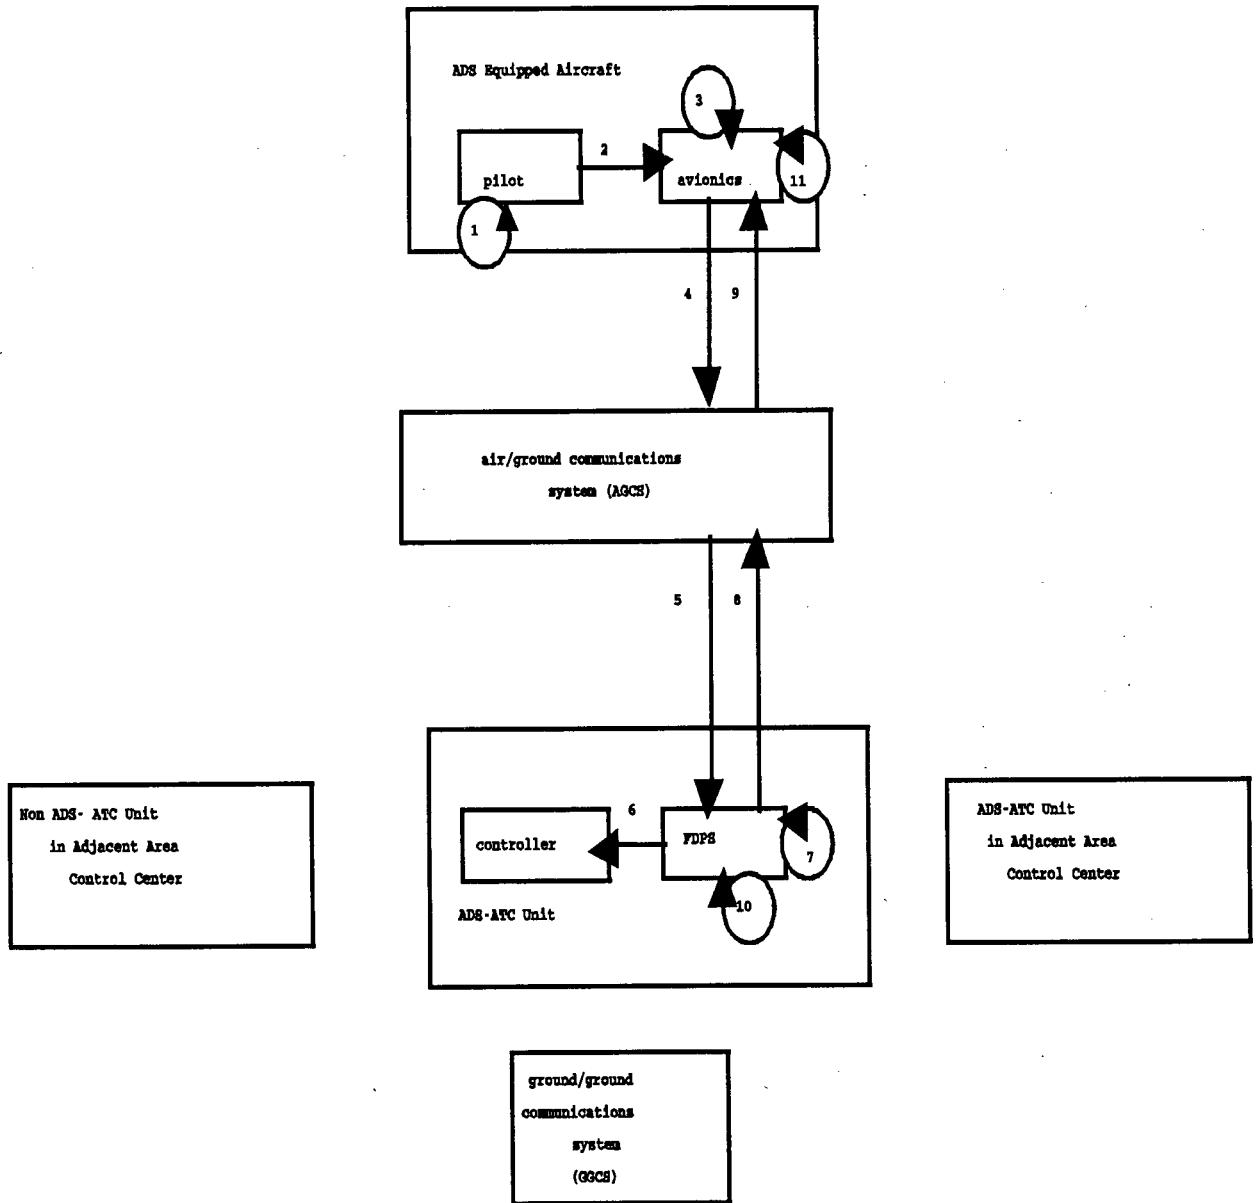 ADS Equipped Aircraft
3
2
pilot
avionics
11
1
4 9
air/ground communications
system (AGCS)
5 8
Non ADS- ATC Unit
in Adjacent Area
Control Center
6
controller
FDPS
7
10
ADS-ATC Unit
ADS-ATC Unit
in Adjacent Area
Control Center
ground/ground
communications
system
(GGCS)